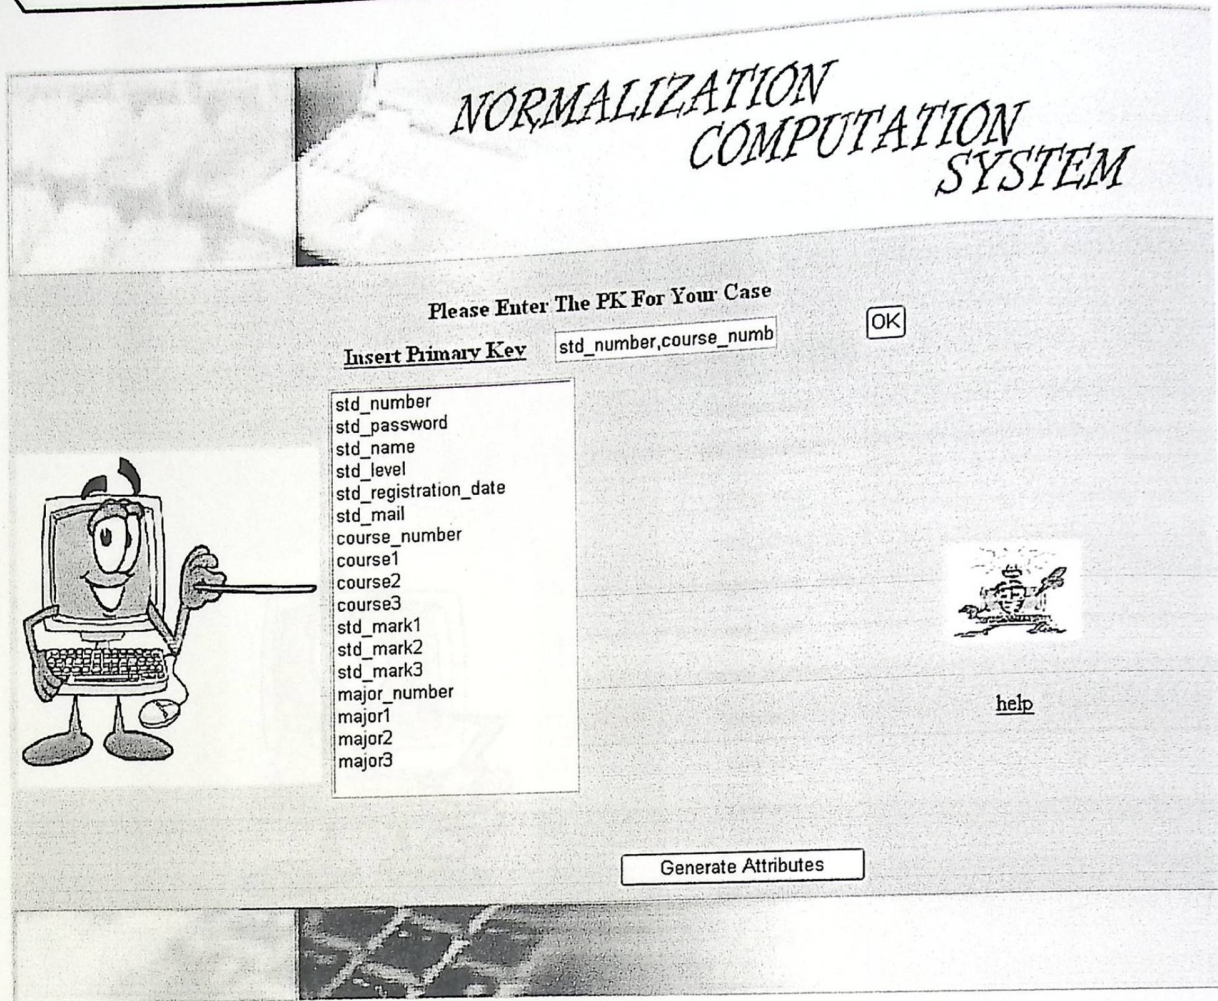 NORMALIZATION
COMPUTATION
SYSTEM
Please Enter The PK For Your Case
Insert Primary Key
std_number,course_numb
OK
std_number
std_password
std_name
std_level
std_registration_date
std_mail
course_number
course1
course2
course3
std_mark1
std_mark2
std_mark3
major_number
major1
major2
major3
help
Generate Attributes